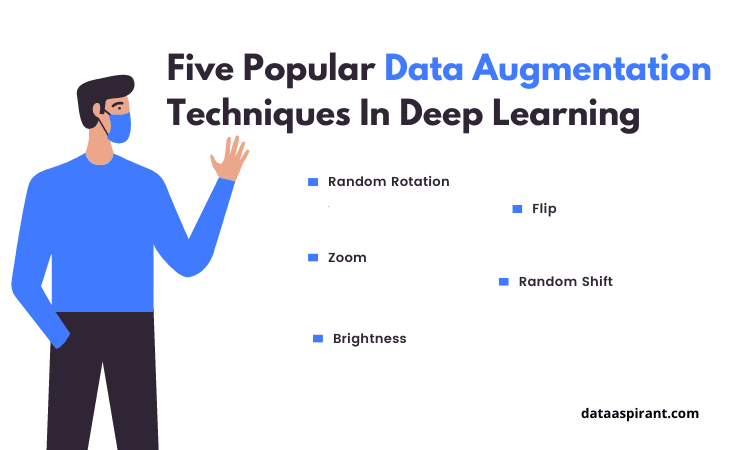 Five Popular Data Augmentation
Techniques In Deep Learning
Random Rotation
Flip
Zoom
Random Shift
Brightness
dataaspirant.com